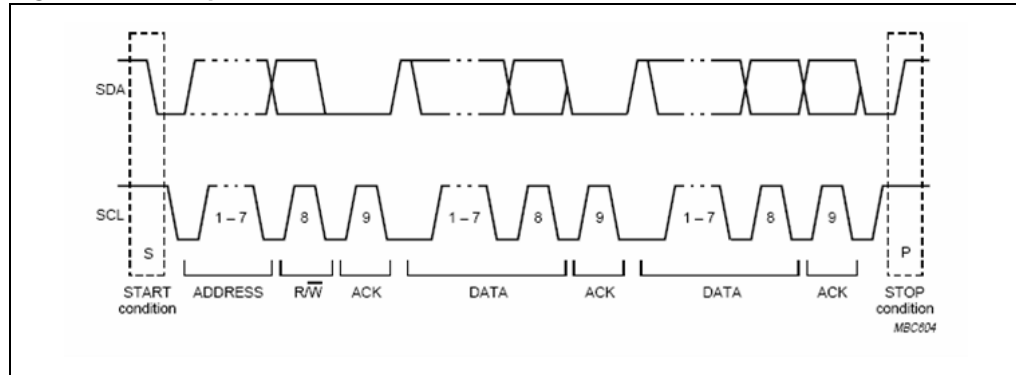 SDA
SCL
1 – 7
8
9
1 – 7
8
9
1 – 7
8
9
S
P
START
condition
ADDRESS
R/W̅
ACK
DATA
ACK
DATA
ACK
STOP
condition
MBC604